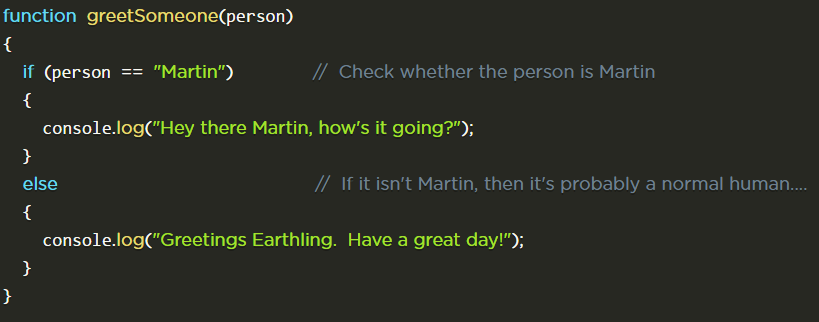 function greetSomeone(person)
{
  if (person == "Martin")          // Check whether the person is Martin
  {
    console.log("Hey there Martin, how's it going?");
  }
  else                             // If it isn't Martin, then it's probably a normal human....
  {
    console.log("Greetings Earthling.  Have a great day!");
  }
}